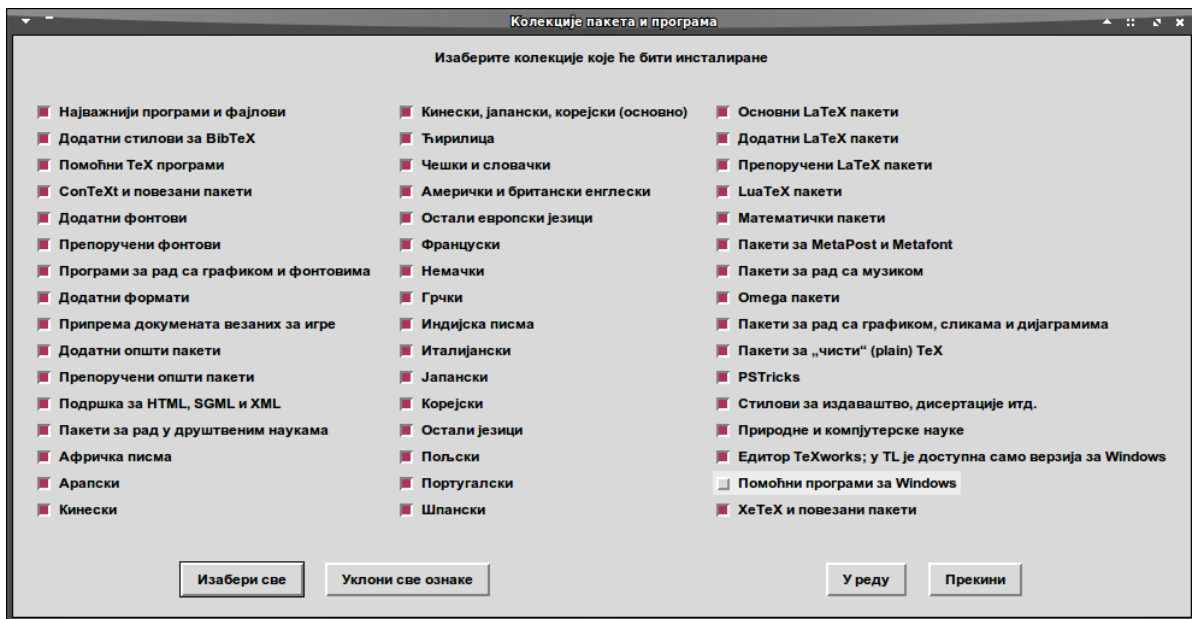 Колекције пакета и програма
Изаберите колекције које ће бити инсталиране
Најважнији програми и фајлови
Додатни стилови за BibTeX
Помоћни TeX програми
ConTeXt и повезани пакети
Додатни фонтови
Препоручени фонтови
Програми за рад са графиком и фонтовима
Додатни формати
Припрема докумената везаних за игре
Додатни општи пакети
Препоручени општи пакети
Подршка за HTML, SGML и XML
Пакети за рад у друштвеним наукама
Афричка писма
Арапски
Кинески
Кинески, јапански, корејски (основно)
Ћирилица
Чешки и словачки
Амерички и британски енглески
Остали европски језици
Француски
Немачки
Грчки
Индијска писма
Италијански
Јапански
Корејски
Остали језици
Пољски
Португалски
Шпански
Основни LaTeX пакети
Додатни LaTeX пакети
Препоручени LaTeX пакети
LuaTeX пакети
Математички пакети
Пакети за MetaPost и Metafont
Пакети за рад са музиком
Omega пакети
Пакети за рад са графиком, сликама и дијаграмима
Пакети за „чисти“ (plain) TeX
PSTricks
Стилови за издаваштво, дисертације итд.
Природне и компјутерске науке
Едитор TeXworks; у TL је доступна само верзија за Windows
Помоћни програми за Windows
XeTeX и повезани пакети
Изабери све
Уклони све ознаке
У реду
Прекини